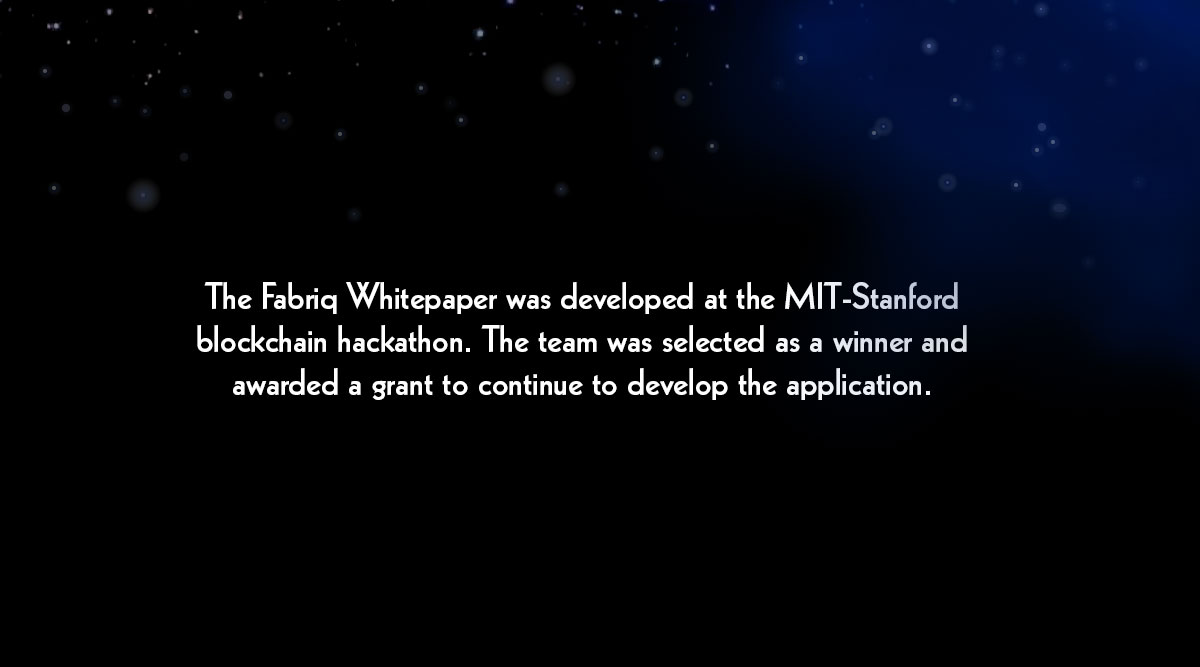 The Fabriq Whitepaper was developed at the MIT-Stanford
blockchain hackathon. The team was selected as a winner and
awarded a grant to continue to develop the application.